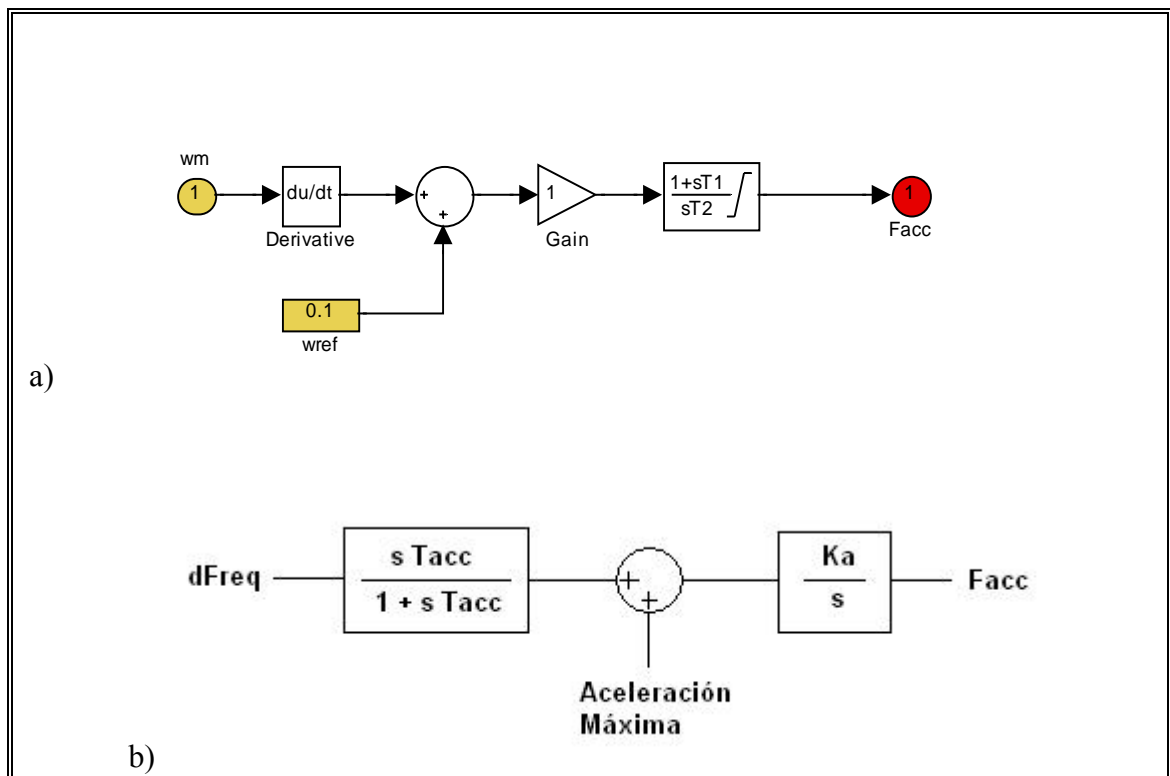 wm
1
du/dt
Derivative
+
+
0.1
wref
1
Gain
1+sT1
sT2
1
Facc
a)
dFreq
s Tacc
1 + s Tacc
+
+
Aceleración
Máxima
Ka
s
Facc
b)